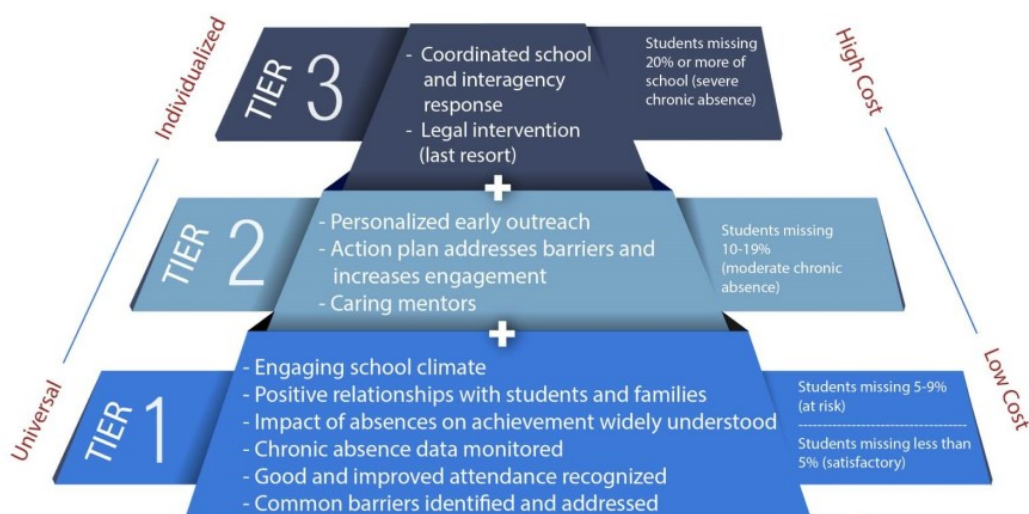 Individualized
Universal
TIER 3
- Coordinated school
and interagency
response
- Legal intervention
(last resort)
Students missing
20% or more of
school (severe
chronic absence)
TIER 2
- Personalized early outreach
- Action plan addresses barriers and
increases engagement
- Caring mentors
Students missing
10-19%
(moderate chronic
absence)
TIER 1
- Engaging school climate
- Positive relationships with students and families
- Impact of absences on achievement widely understood
- Chronic absence data monitored
- Good and improved attendance recognized
- Common barriers identified and addressed
Students missing 5-9%
(at risk)
Students missing less than
5% (satisfactory)
High Cost
Low Cost